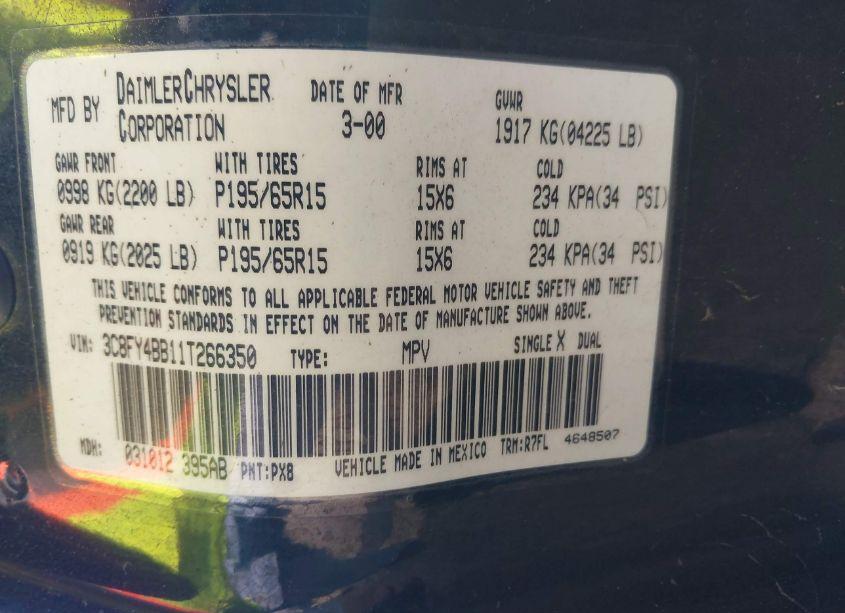 MFD BY DAIMLERCHRYSLER CORPORATION DATE OF MFR 3-00 GVWR 1917 KG(04225 LB)
GAWR FRONT WITH TIRES RIMS AT COLD
0998 KG(2200 LB) P195/65R15 15X6 234 KPA(34 PSI)
GAWR REAR WITH TIRES RIMS AT COLD
0919 KG(2025 LB) P195/65R15 15X6 234 KPA(34 PSI)
THIS VEHICLE CONFORMS TO ALL APPLICABLE FEDERAL MOTOR VEHICLE SAFETY AND THEFT
PREVENTION STANDARDS IN EFFECT ON THE DATE OF MANUFACTURE SHOWN ABOVE.
VIN: 3C8FY4BB11T266350 TYPE: MPV SINGLE X DUAL
MDH: 031012 395AB PNT:PX8 VEHICLE MADE IN MEXICO TRM:R7FL 4648507